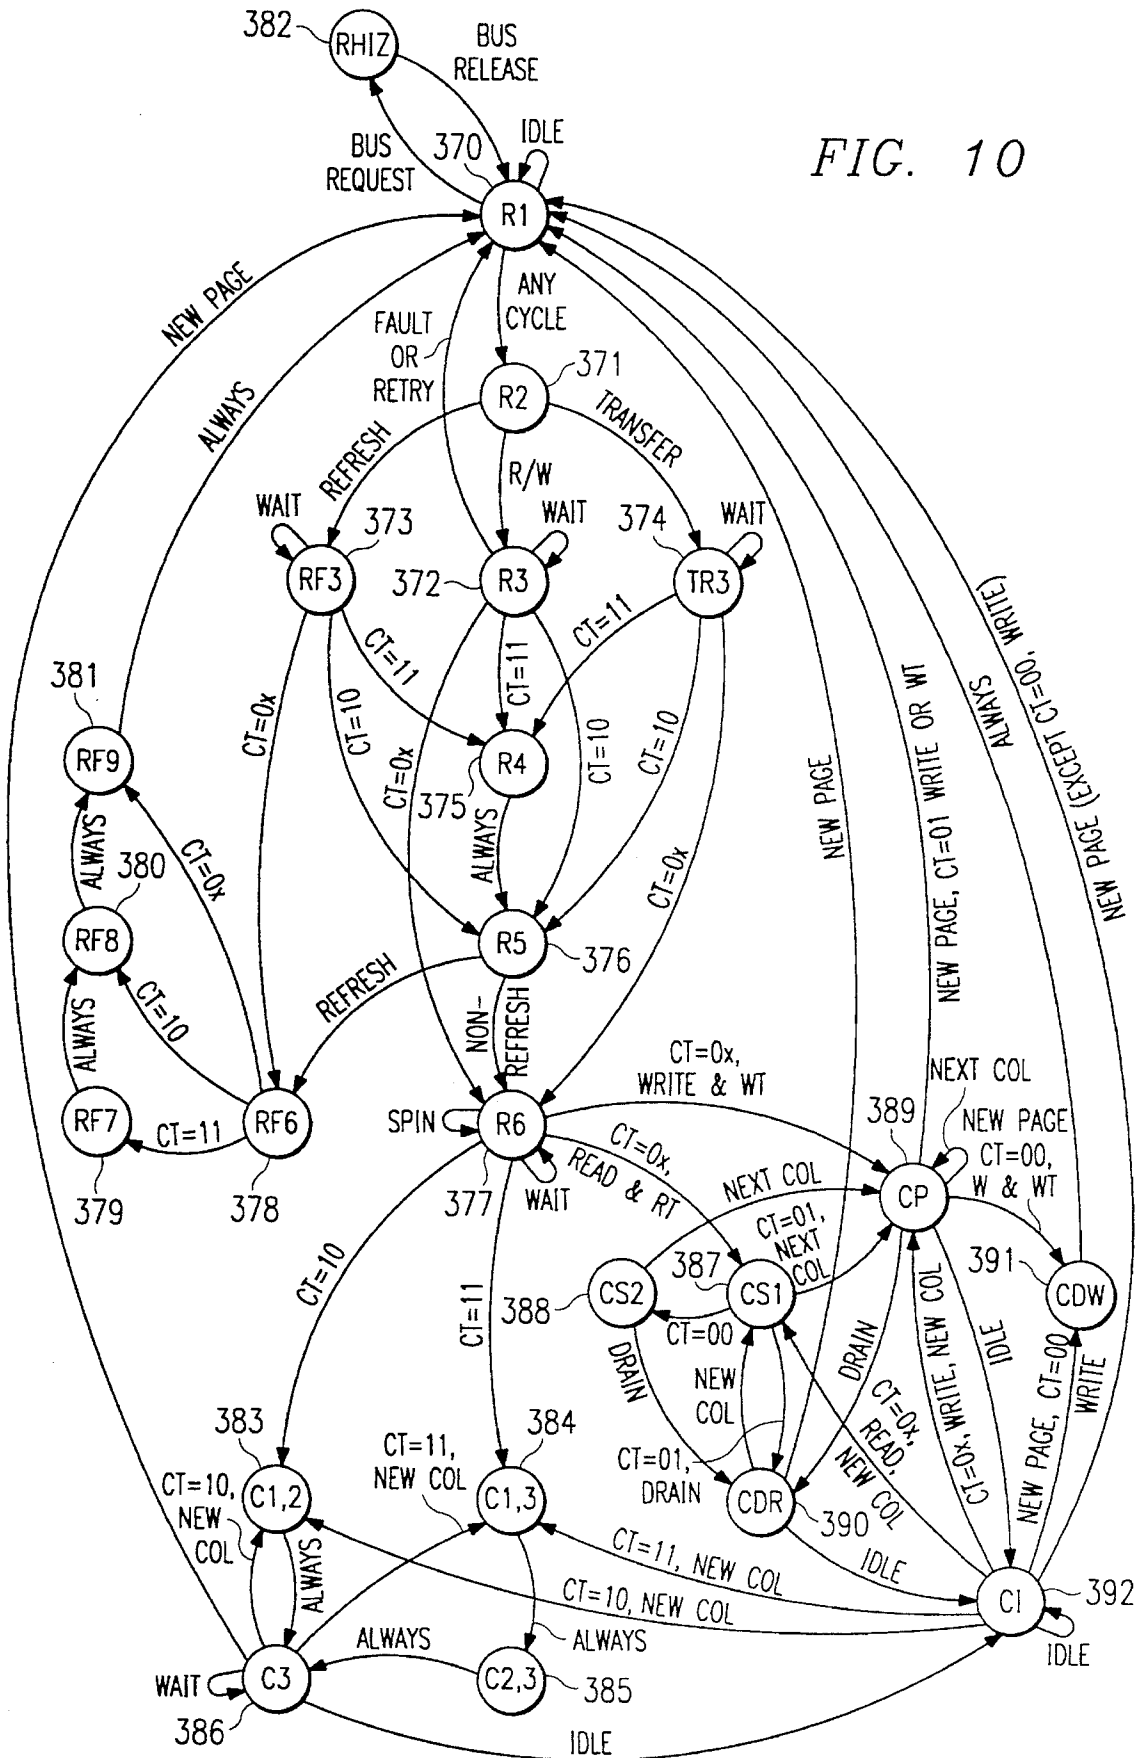 382
RHIZ
BUS
RELEASE
BUS
REQUEST
370
IDLE
FIG. 10
R1
NEW PAGE
ALWAYS
FAULT
OR
RETRY
ANY
CYCLE
371
R2
REFRESH
R/W
TRANSFER
WAIT
373
RF3
WAIT
372
R3
374
WAIT
TR3
CT=11
CT=11
CT=11
CT=0x
CT=10
CT=0x
CT=10
CT=10
CT=0x
381
RF9
R4
375
ALWAYS
ALWAYS
380
CT=0x
RF8
R5
376
ALWAYS
CT=10
REFRESH
NON-
REFRESH
RF7
379
CT=11
RF6
378
SPIN
R6
377
WAIT
CT=0x,
WRITE & WT
CT=0x,
READ & RT
NEW PAGE
NEW PAGE, CT=01 WRITE OR WT
ALWAYS
NEW PAGE (EXCEPT CT=00, WRITE)
389
NEXT COL
CP
NEW PAGE
CT=00,
W & WT
NEXT COL
CT=01,
NEXT
COL
387
CS2
388
CS1
CT=00
391
CDW
CT=10
CT=11
DRAIN
NEW
COL
DRAIN
IDLE
CT=0x,
READ,
NEW COL
CT=0x, WRITE, NEW COL
NEW PAGE, CT=00
WRITE
CT=01,
DRAIN
CDR
390
383
C1,2
CT=10,
NEW
COL
ALWAYS
CT=11,
NEW COL
384
C1,3
CT=11, NEW COL
CT=10, NEW COL
IDLE
CI
392
IDLE
ALWAYS
ALWAYS
WAIT
C3
386
C2,3
385
IDLE